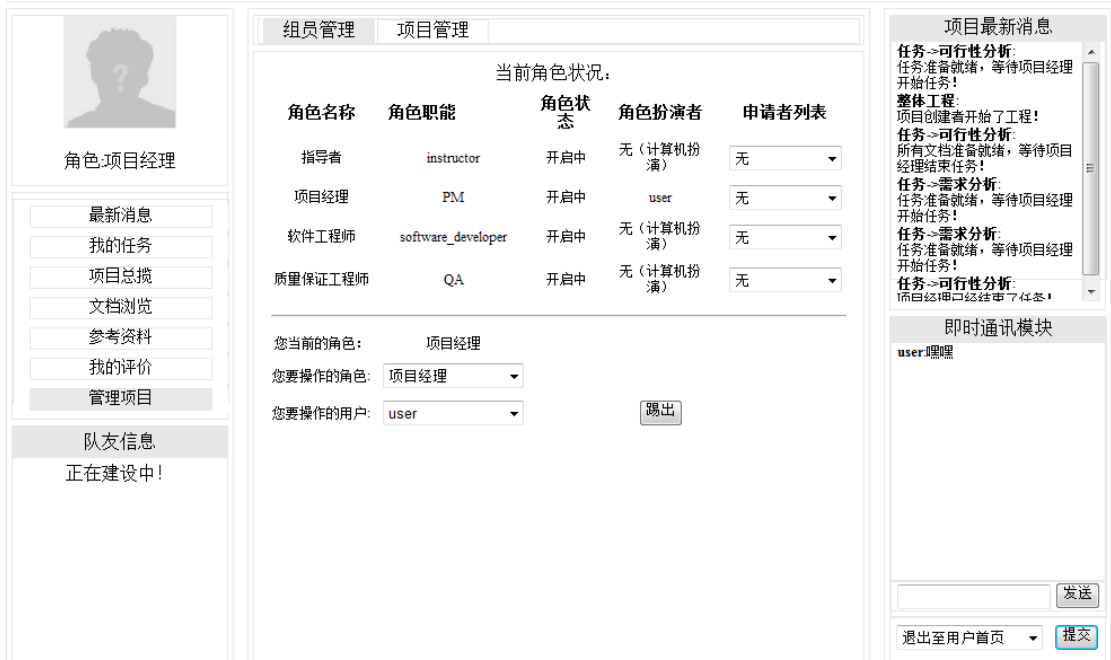 角色:项目经理
最新消息
我的任务
项目总揽
文档浏览
参考资料
我的评价
管理项目
队友信息
正在建设中!
组员管理 项目管理
当前角色状况:
角色名称 角色职能 角色状态 角色扮演者 申请者列表
指导者 instructor 开启中 无(计算机扮演) 无
项目经理 PM 开启中 user 无
软件工程师 software_developer 开启中 无(计算机扮演) 无
质量保证工程师 QA 开启中 无(计算机扮演) 无
您当前的角色: 项目经理
您要操作的角色: 项目经理
您要操作的用户: user 踢出
项目最新消息
任务->可行性分析:
任务准备就绪,等待项目经理
开始任务!
整体工程:
项目创建者开始了工程!
任务->可行性分析:
所有文档准备就绪,等待项目
经理结束任务!
任务->需求分析:
任务准备就绪,等待项目经理
开始任务!
任务->需求分析:
任务准备就绪,等待项目经理
开始任务!
任务->可行性分析:
项目经理已经结束了任务!
即时通讯模块
user:嘿嘿
发送
退出至用户首页 提交